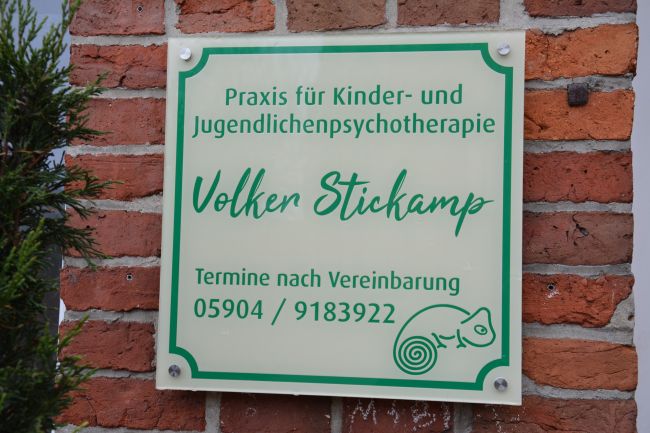 Praxis für Kinder- und
Jugendlichenpsychotherapie
Volker Stickamp
Termine nach Vereinbarung
05904 / 9183922